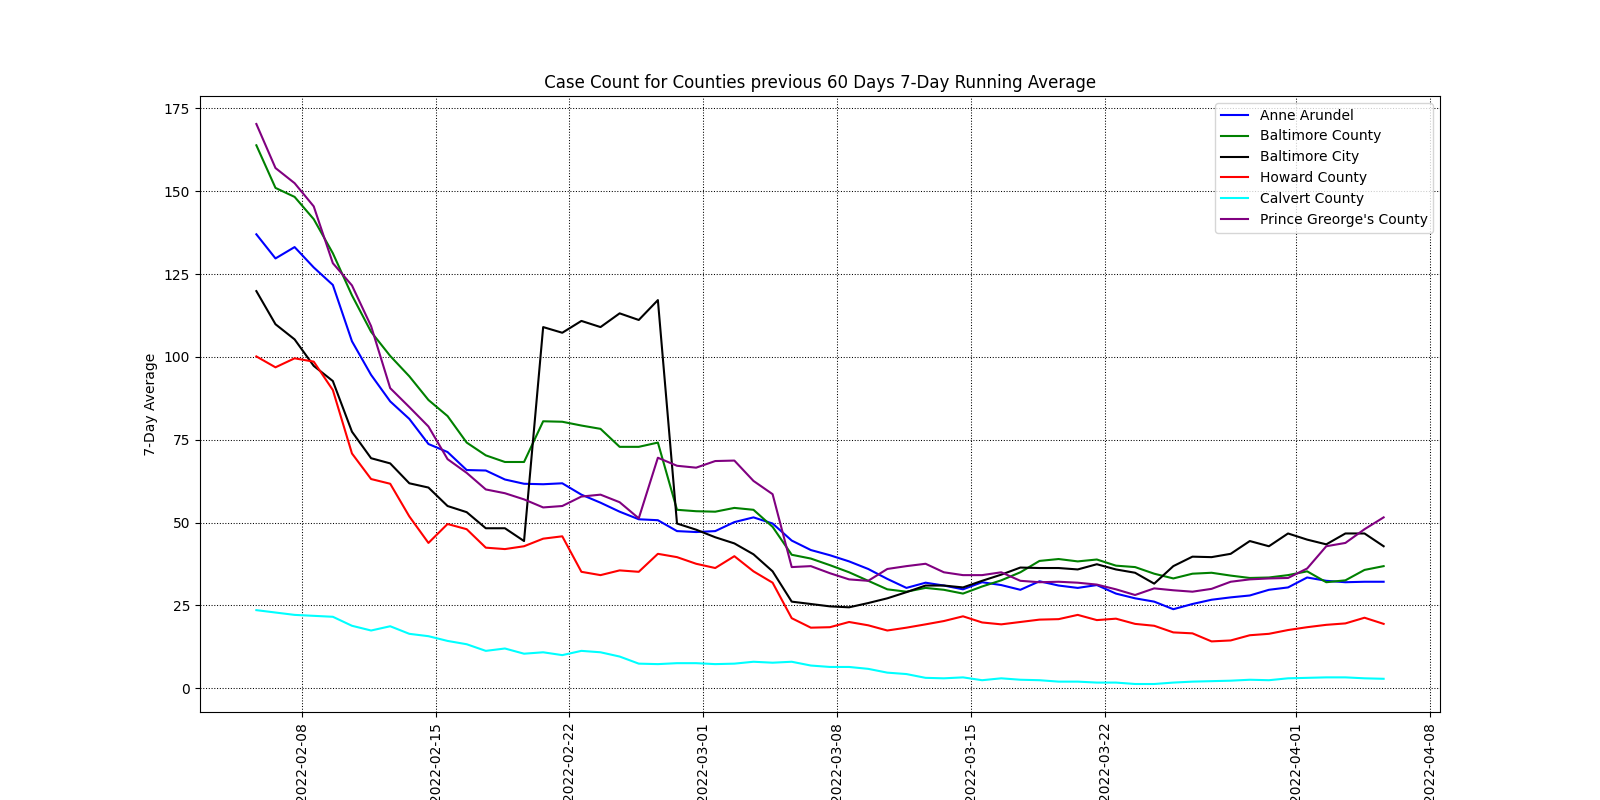 Case Count for Counties previous 60 Days 7-Day Running Average
175
150
125
100
75
50
25
0
7-Day Average
Anne Arundel
Baltimore County
Baltimore City
Howard County
Calvert County
Prince Greorge's County
2022-02-08
2022-02-15
2022-02-22
2022-03-01
2022-03-08
2022-03-15
2022-03-22
2022-04-01
2022-04-08